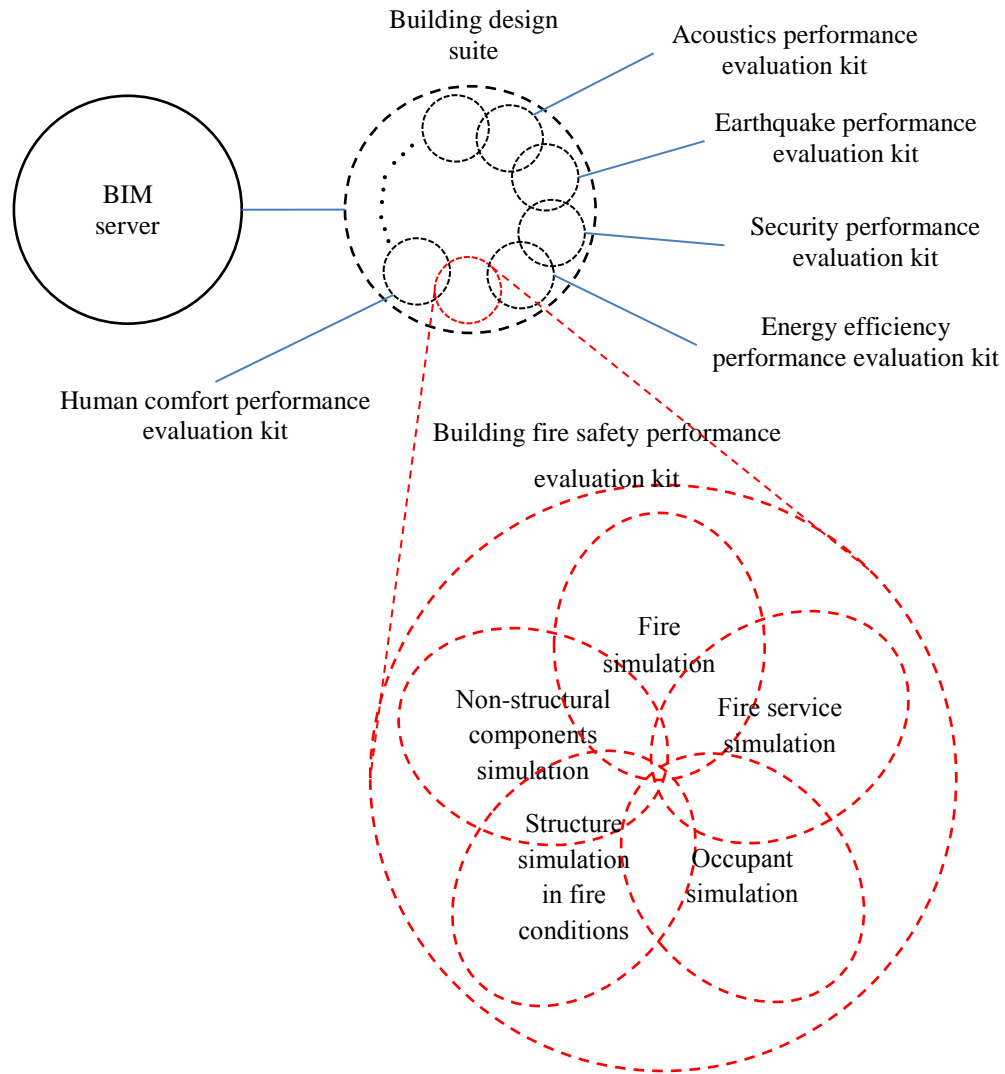 Building design
suite
Acoustics performance
evaluation kit
Earthquake performance
evaluation kit
BIM
server
Security performance
evaluation kit
Energy efficiency
performance evaluation kit
Human comfort performance
evaluation kit
Building fire safety performance
evaluation kit
Fire
simulation
Non-structural
components
simulation
Fire service
simulation
Structure
simulation
in fire
conditions
Occupant
simulation